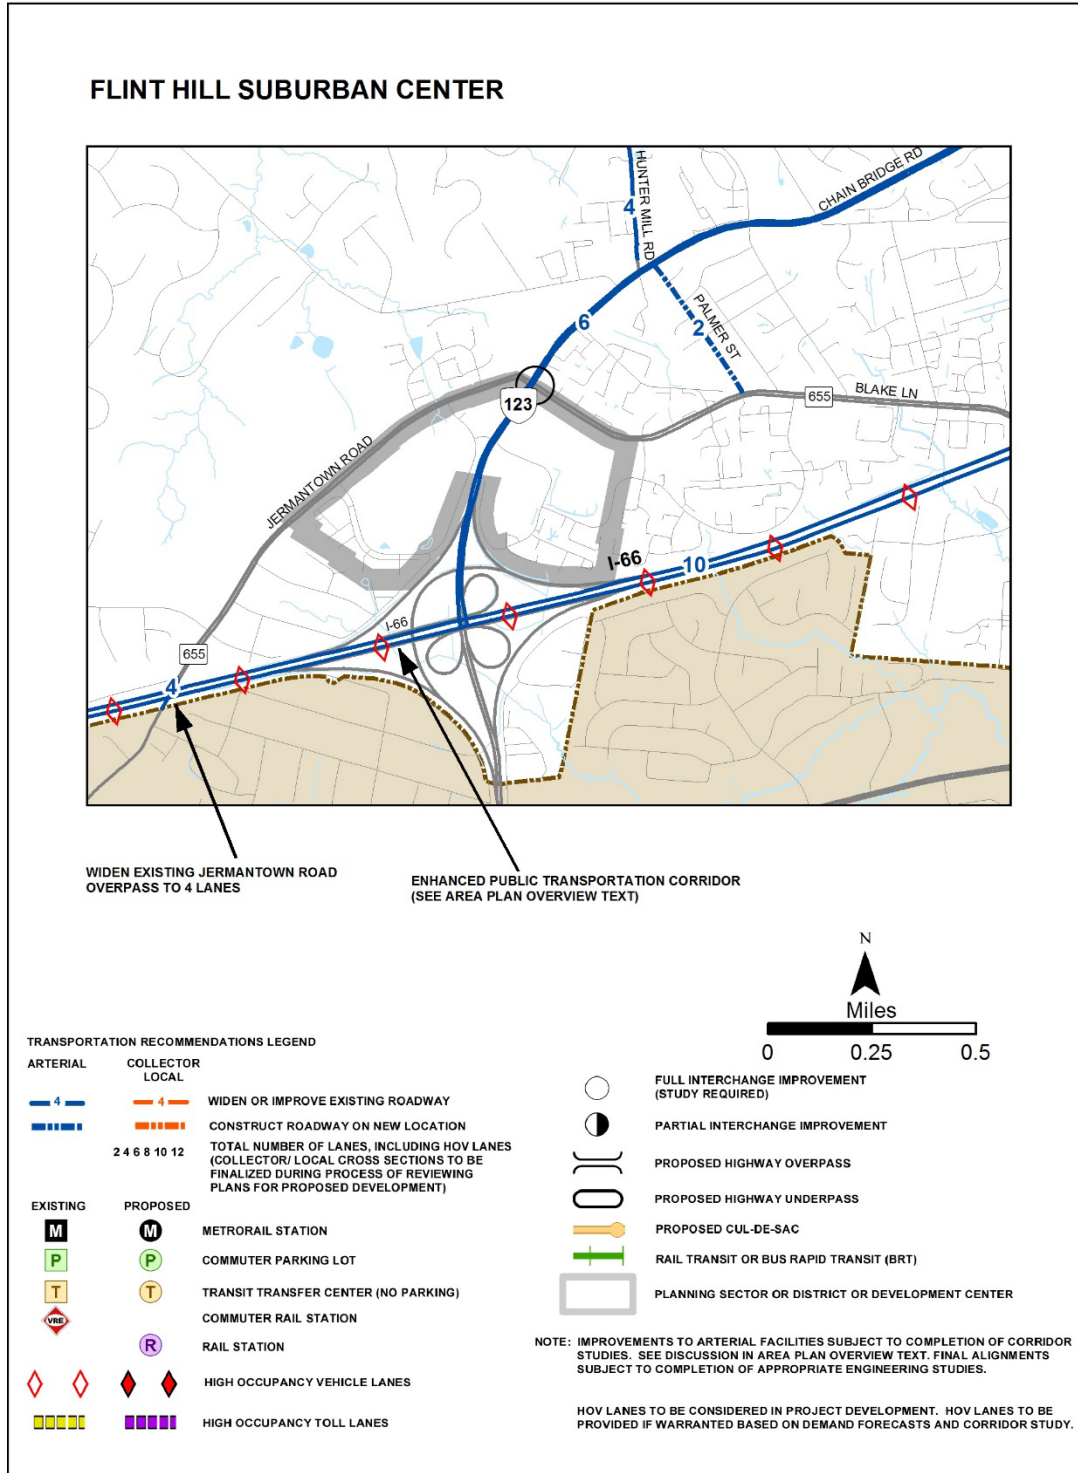 FLINT HILL SUBURBAN CENTER
HUNTER MILL RD
4
CHAIN BRIDGE RD
6
PALMER ST
2
123
BLAKE LN
655
JERMANTOWN ROAD
I-66
10
I-66
655
4
WIDEN EXISTING JERMANTOWN ROAD
OVERPASS TO 4 LANES
ENHANCED PUBLIC TRANSPORTATION CORRIDOR
(SEE AREA PLAN OVERVIEW TEXT)
N
Miles
0 0.25 0.5
TRANSPORTATION RECOMMENDATIONS LEGEND
ARTERIAL COLLECTOR
LOCAL
4 4 WIDEN OR IMPROVE EXISTING ROADWAY
CONSTRUCT ROADWAY ON NEW LOCATION
2 4 6 8 10 12 TOTAL NUMBER OF LANES, INCLUDING HOV LANES
(COLLECTOR/ LOCAL CROSS SECTIONS TO BE
FINALIZED DURING PROCESS OF REVIEWING
PLANS FOR PROPOSED DEVELOPMENT)
EXISTING PROPOSED
M M METRORAIL STATION
P P COMMUTER PARKING LOT
T T TRANSIT TRANSFER CENTER (NO PARKING)
VRE COMMUTER RAIL STATION
R RAIL STATION
HIGH OCCUPANCY VEHICLE LANES
HIGH OCCUPANCY TOLL LANES
FULL INTERCHANGE IMPROVEMENT
(STUDY REQUIRED)
PARTIAL INTERCHANGE IMPROVEMENT
PROPOSED HIGHWAY OVERPASS
PROPOSED HIGHWAY UNDERPASS
PROPOSED CUL-DE-SAC
RAIL TRANSIT OR BUS RAPID TRANSIT (BRT)
PLANNING SECTOR OR DISTRICT OR DEVELOPMENT CENTER
NOTE: IMPROVEMENTS TO ARTERIAL FACILITIES SUBJECT TO COMPLETION OF CORRIDOR
STUDIES. SEE DISCUSSION IN AREA PLAN OVERVIEW TEXT. FINAL ALIGNMENTS
SUBJECT TO COMPLETION OF APPROPRIATE ENGINEERING STUDIES.
HOV LANES TO BE CONSIDERED IN PROJECT DEVELOPMENT. HOV LANES TO BE
PROVIDED IF WARRANTED BASED ON DEMAND FORECASTS AND CORRIDOR STUDY.